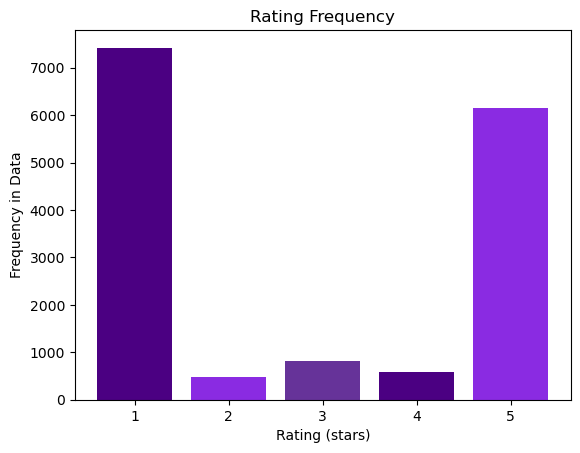 Rating Frequency
Frequency in Data
7000
6000
5000
4000
3000
2000
1000
0
1 2 3 4 5
Rating (stars)